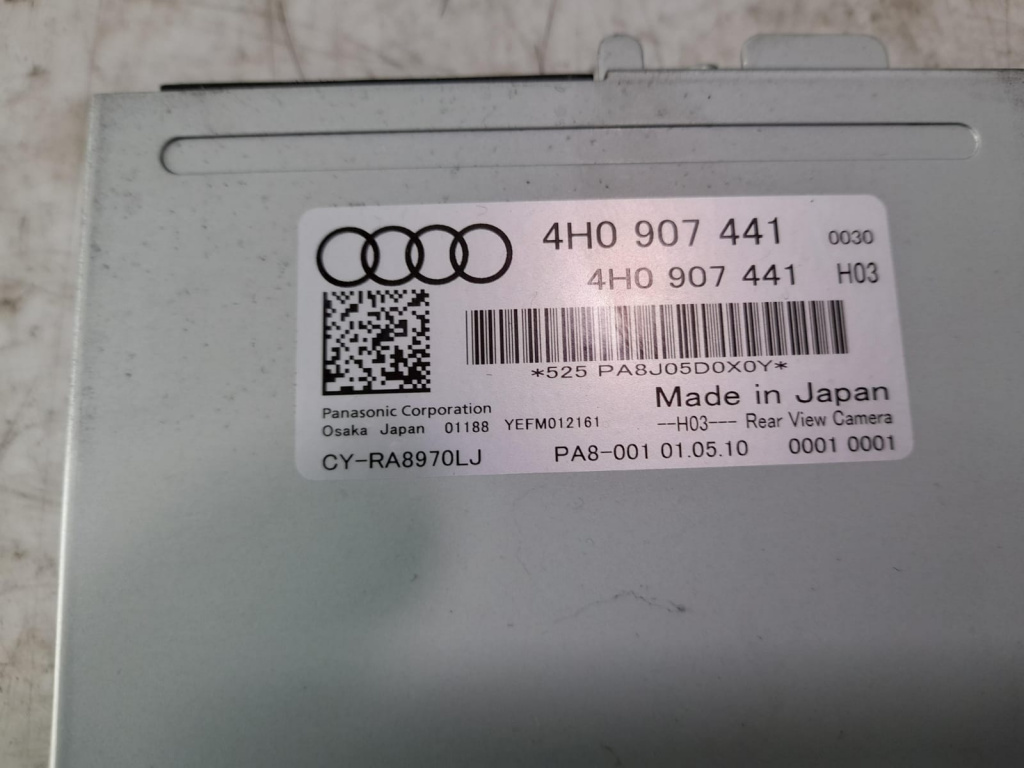 4H0 907 441 0030
4H0 907 441 H03
*525 PA8J05D0X0Y*
Made in Japan
Panasonic Corporation
Osaka Japan 01188 YEFM012161 --H03--- Rear View Camera
CY-RA8970LJ PA8-001 01.05.10 0001 0001